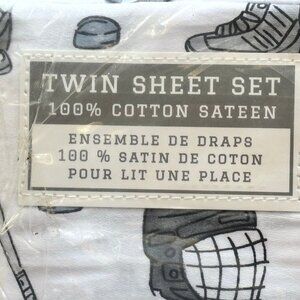 TWIN SHEET SET
100% COTTON SATEEN
ENSEMBLE DE DRAPS
100 % SATIN DE COTON
POUR LIT UNE PLACE